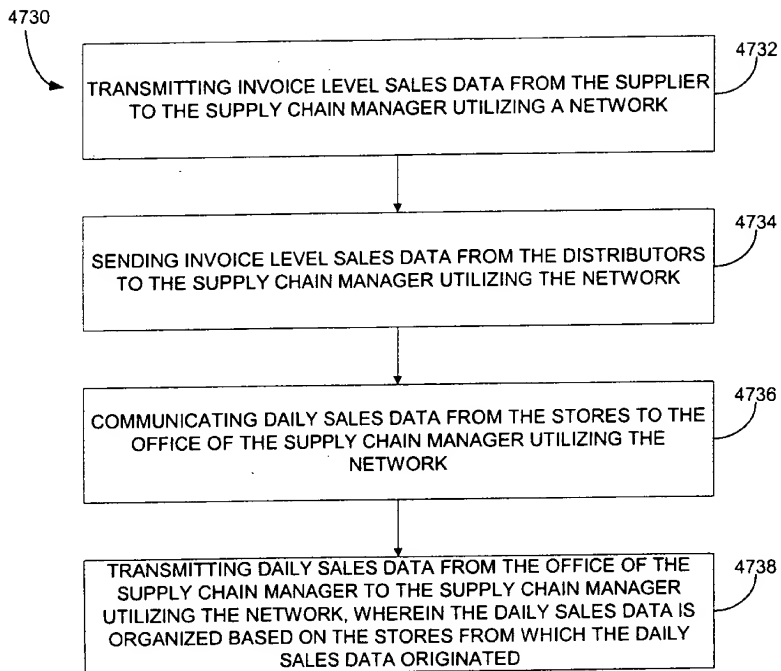 4730
4732
TRANSMITTING INVOICE LEVEL SALES DATA FROM THE SUPPLIER
TO THE SUPPLY CHAIN MANAGER UTILIZING A NETWORK
4734
SENDING INVOICE LEVEL SALES DATA FROM THE DISTRIBUTORS
TO THE SUPPLY CHAIN MANAGER UTILIZING THE NETWORK
4736
COMMUNICATING DAILY SALES DATA FROM THE STORES TO THE
OFFICE OF THE SUPPLY CHAIN MANAGER UTILIZING THE
NETWORK
4738
TRANSMITTING DAILY SALES DATA FROM THE OFFICE OF THE
SUPPLY CHAIN MANAGER TO THE SUPPLY CHAIN MANAGER
UTILIZING THE NETWORK, WHEREIN THE DAILY SALES DATA IS
ORGANIZED BASED ON THE STORES FROM WHICH THE DAILY
SALES DATA ORIGINATED